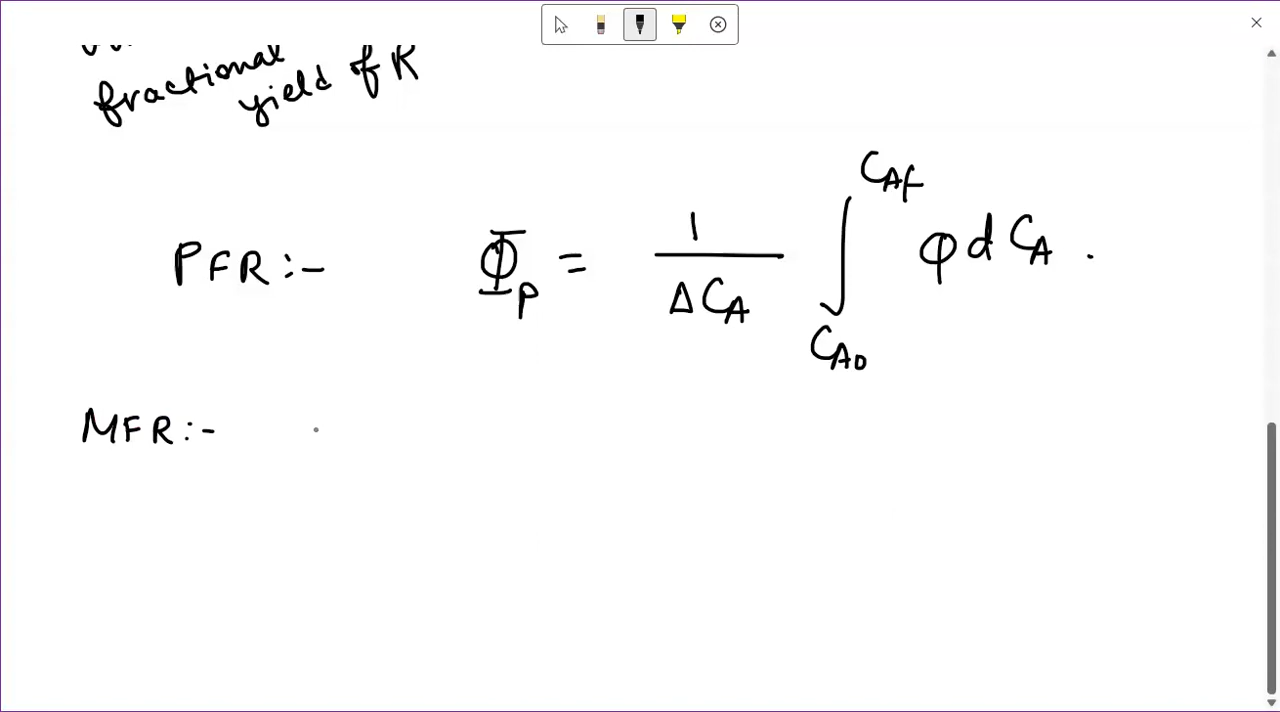 fractional
yield of R
PFR:- Φ_P = 1/ΔC_A ∫_{C_A0}^{C_Af} φ dC_A .
MFR:-